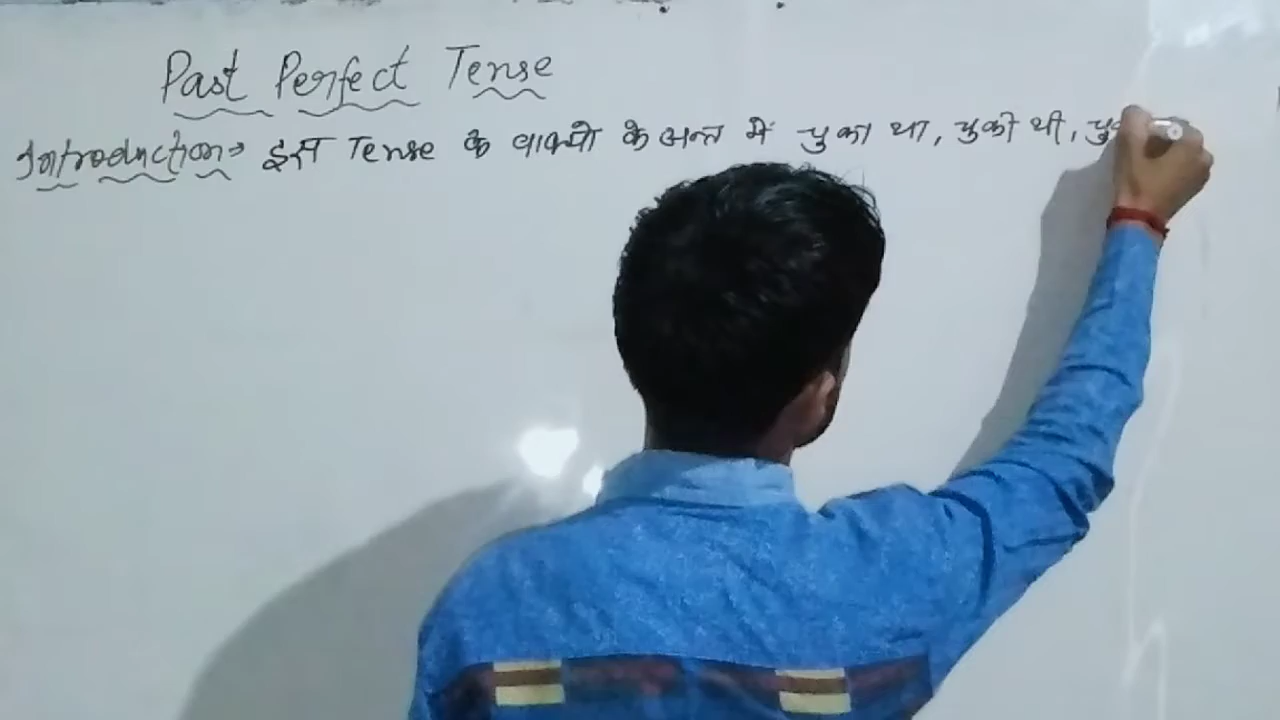 Past Perfect Tense
Introduction→ इस Tense के वाक्यो के अन्त में चुका था, चुकी थी,